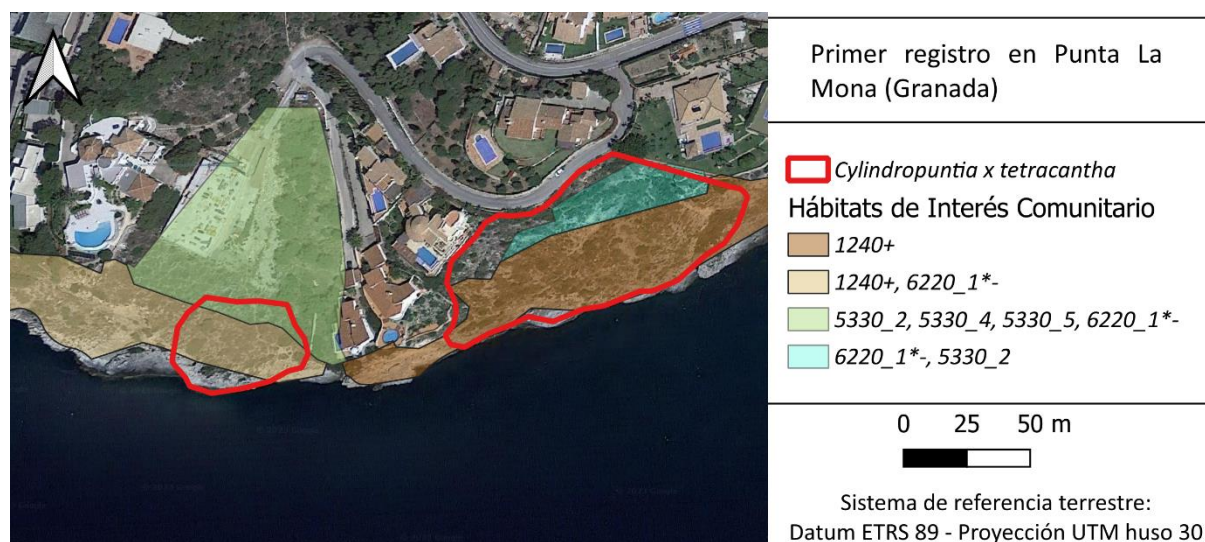 Primer registro en Punta La
Mona (Granada)
Cylindropuntia x tetracantha
Hábitats de Interés Comunitario
1240+
1240+, 6220_1*-
5330_2, 5330_4, 5330_5, 6220_1*-
6220_1*-, 5330_2
0 25 50 m
Sistema de referencia terrestre:
Datum ETRS 89 - Proyección UTM huso 30